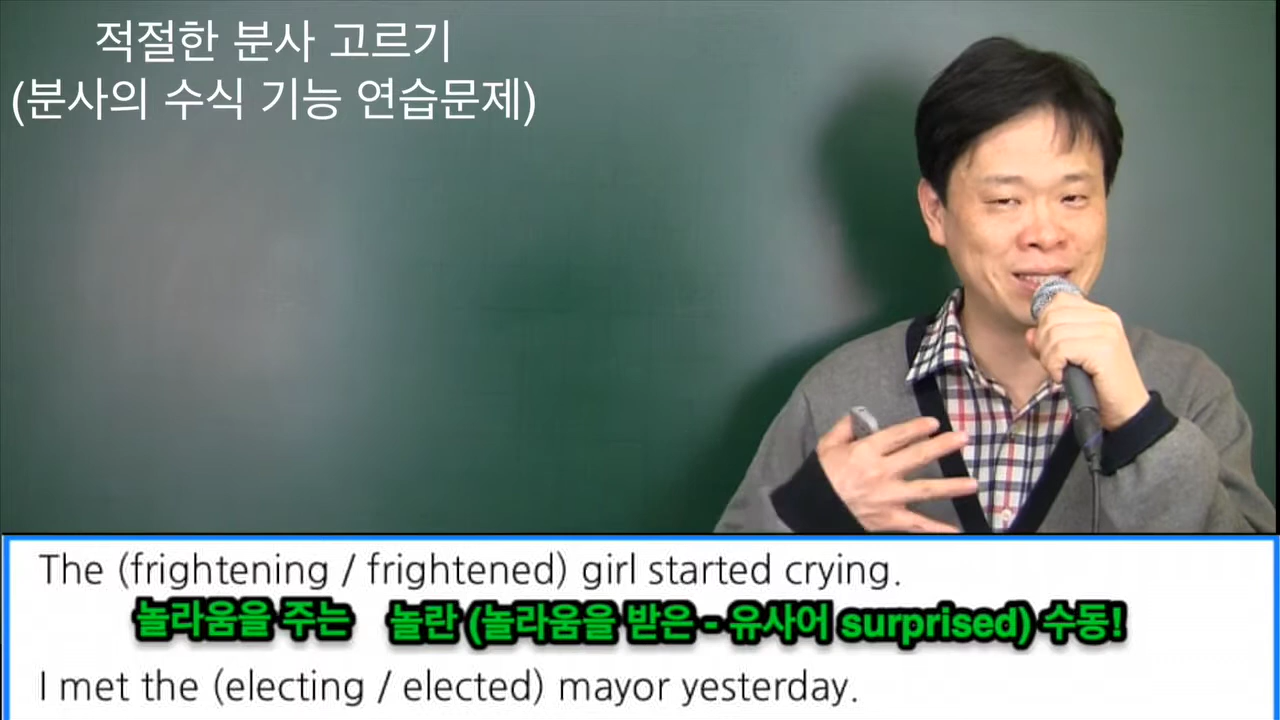 적절한 분사 고르기
(분사의 수식 기능 연습문제)
The (frightening / frightened) girl started crying.
놀라움을 주는 놀란 (놀라움을 받은 - 유사어 surprised) 수동!
I met the (electing / elected) mayor yesterday.